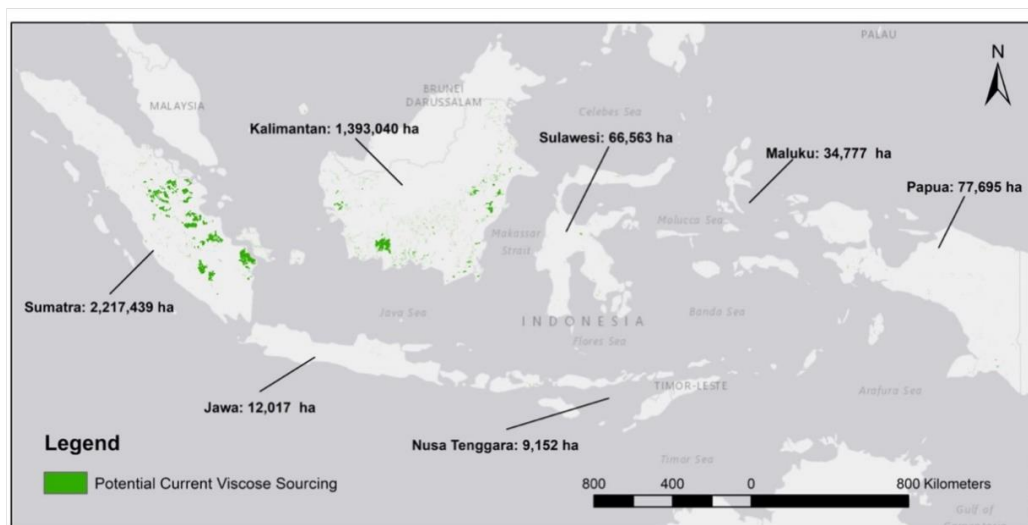 PALAU
N
MALAYSIA
BRUNEI
DARUSSALAM
Celebes Sea
Kalimantan: 1,393,040 ha
Sulawesi: 66,563 ha
Maluku: 34,777 ha
Papua: 77,695 ha
Molucca Sea
Makassar
Strait
Sumatra: 2,217,439 ha
Java Sea
INDONESIA
Banda Sea
Flores Sea
Jawa: 12,017 ha
TIMOR-LESTE
Arafura Sea
Nusa Tenggara: 9,152 ha
Legend
Timor Sea
Potential Current Viscose Sourcing
800 400 0 800 Kilometers
Gulf of